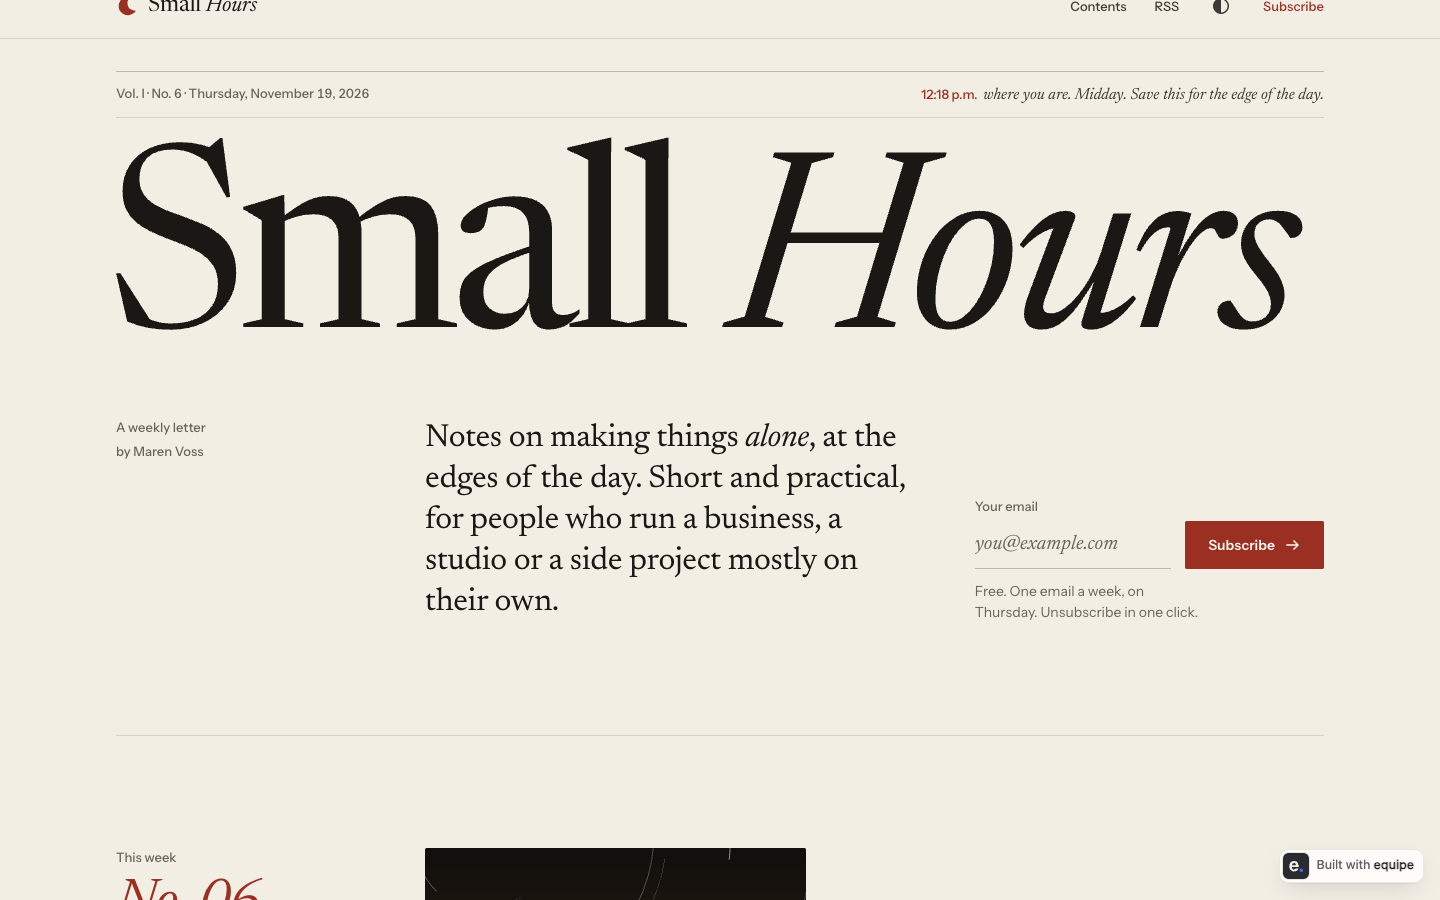 Small Hours
Contents
RSS
Subscribe
Vol. I · No. 6 · Thursday, November 19, 2026
12:18 p.m. where you are. Midday. Save this for the edge of the day.
Small Hours
A weekly letter
by Maren Voss
Notes on making things alone, at the
edges of the day. Short and practical,
for people who run a business, a
studio or a side project mostly on
their own.
Your email
you@example.com
Subscribe →
Free. One email a week, on
Thursday. Unsubscribe in one click.
This week
No. 06
e. Built with equipe